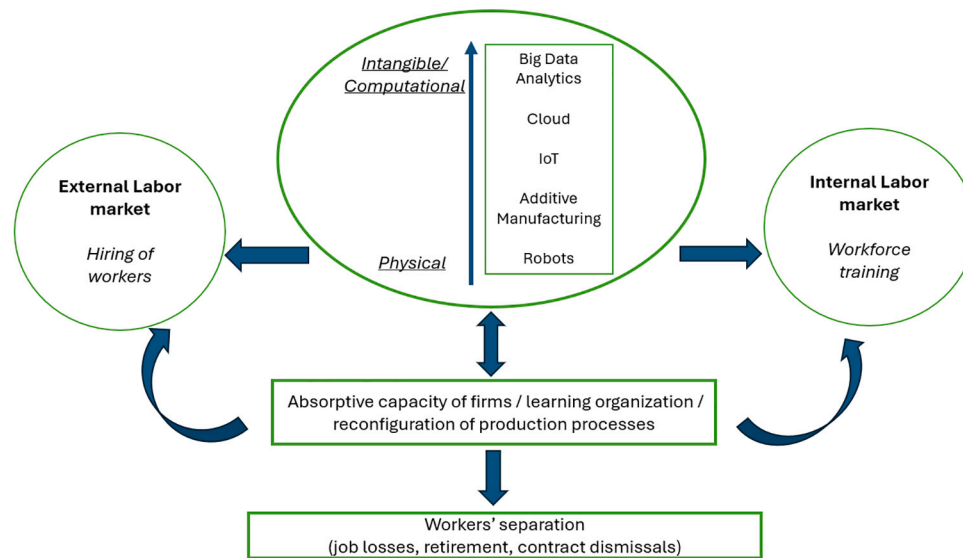 Intangible/
Computational
Physical
Big Data
Analytics
Cloud
IoT
Additive
Manufacturing
Robots
External Labor
market
Hiring of
workers
Internal Labor
market
Workforce
training
Absorptive capacity of firms / learning organization /
reconfiguration of production processes
Workers’ separation
(job losses, retirement, contract dismissals)